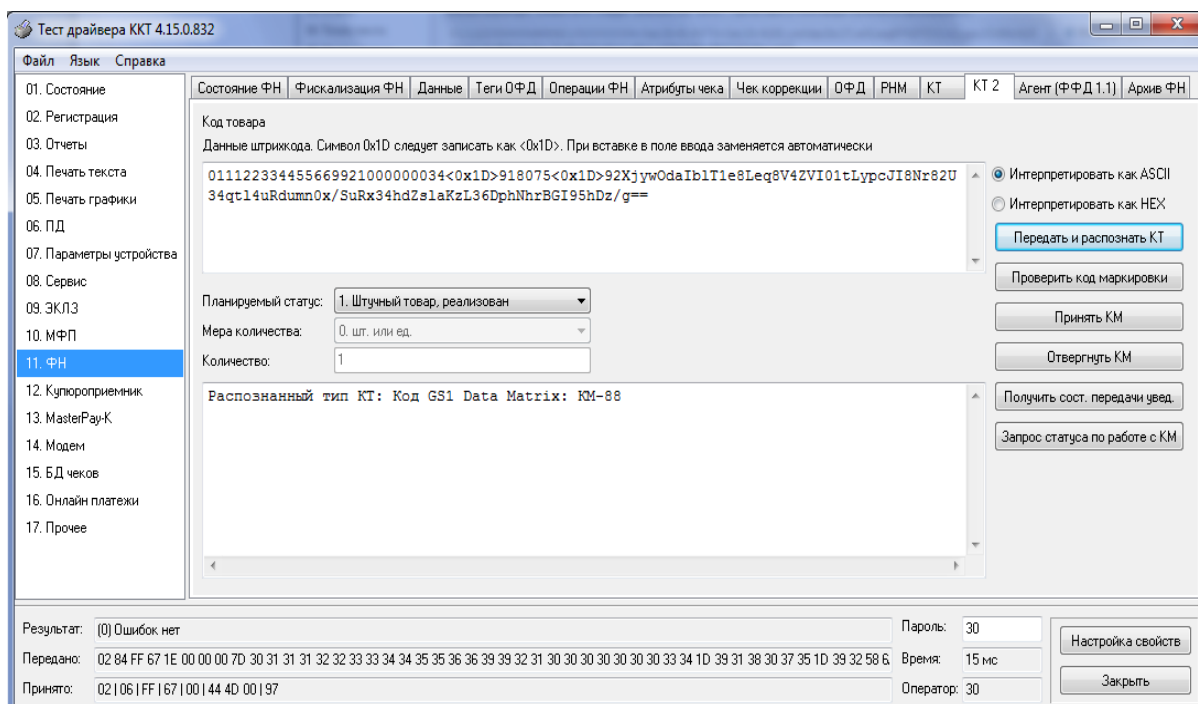 Тест драйвера ККТ 4.15.0.832
Файл Язык Справка
01. Состояние
02. Регистрация
03. Отчеты
04. Печать текста
05. Печать графики
06. ПД
07. Параметры устройства
08. Сервис
09. ЭКЛЗ
10. МФП
11. ФН
12. Купюроприемник
13. MasterPay-K
14. Модем
15. БД чеков
16. Онлайн платежи
17. Прочее
Состояние ФН Фискализация ФН Данные Теги ОФД Операции ФН Атрибуты чека Чек коррекции ОФД РНМ КТ КТ 2 Агент (ФФД 1.1) Архив ФН
Код товара
Данные штрихкода. Символ 0x1D следует записать как <0x1D>. При вставке в поле ввода заменяется автоматически
011122334455669921000000034<0x1D>918075<0x1D>92XjywOdaIblT1e8Leq8V4ZVI01tLypcJI8Nr82U
34qtl4uRdumn0x/SuRx34hdZslaKzL36DphNhrBGI95hDz/g==
Интерпретировать как ASCII
Интерпретировать как HEX
Передать и распознать КТ
Проверить код маркировки
Принять КМ
Отвергнуть КМ
Получить сост. передачи увед.
Запрос статуса по работе с КМ
Планируемый статус: 1. Штучный товар, реализован
Мера количества: 0. шт. или ед.
Количество: 1
Распознанный тип КТ: Код GS1 Data Matrix: КМ-88
Результат: (0) Ошибок нет
Передано: 02 84 FF 67 1E 00 00 00 7D 30 31 31 31 32 32 33 33 34 34 35 35 36 36 39 39 32 31 30 30 30 30 30 30 30 33 34 1D 39 31 38 30 37 35 1D 39 32 58 6
Принято: 02 | 06 | FF | 67 | 00 | 44 4D 00 | 97
Пароль: 30
Время: 15 мс
Оператор: 30
Настройка свойств
Закрыть